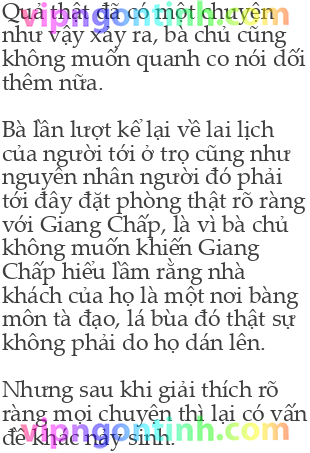 Quả thật đã có một chuyện
như vậy xảy ra, bà chủ cũng
không muốn quanh co nói dối
thêm nữa.

Bà lần lượt kể lại về lai lịch
của người tới ở trọ cũng như
nguyên nhân người đó phải
tới đây đặt phòng thật rõ ràng
với Giang Chấp, là vì bà chủ
không muốn khiến Giang
Chấp hiểu lầm rằng nhà
khách của họ là một nơi bàng
môn tà đạo, lá bùa đó thật sự
không phải do họ dán lên.

Nhưng sau khi giải thích rõ
ràng mọi chuyện thì lại có vấn
đề khác nảy sinh.
vipngontinh.com
vipngontinh.com